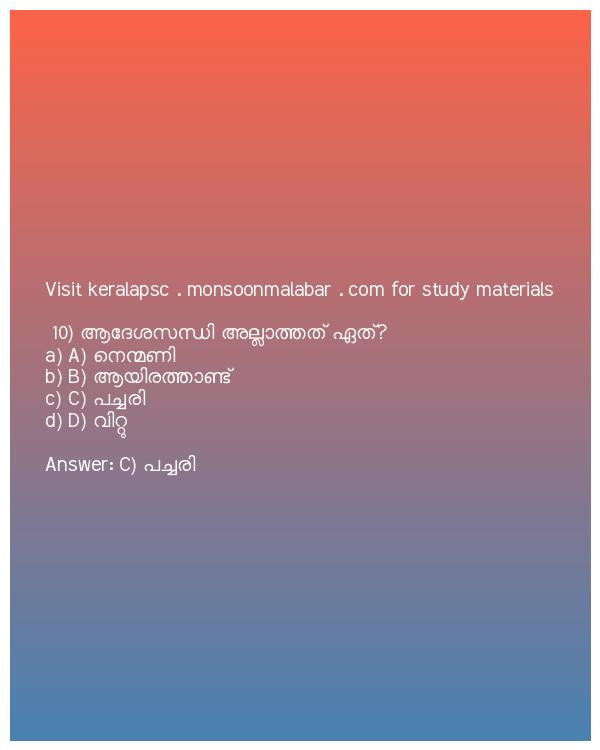 Visit keralapsc . monsoonmalabar . com for study materials
10) ആദേശസന്ധി അല്ലാത്തത് ഏത്?
a) A) നെന്മണി
b) B) ആയിരത്താണ്ട്
c) C) പച്ചരി
d) D) വിറ്റു
Answer: C) പച്ചരി